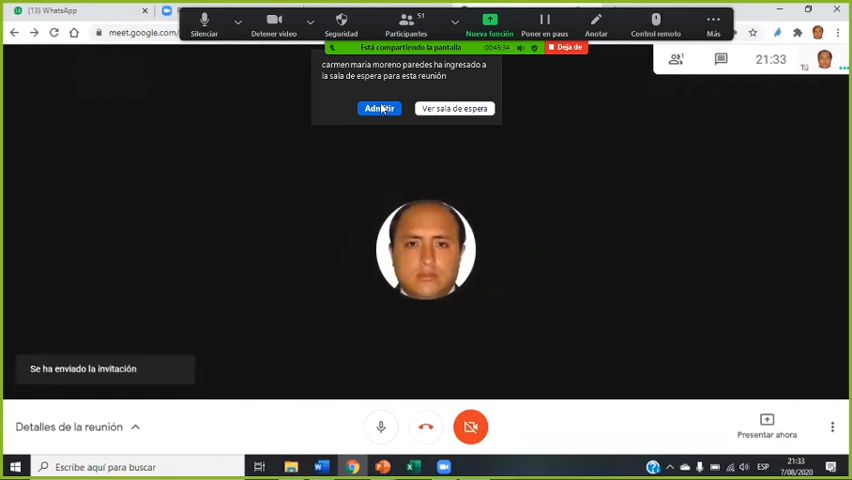 (13) WhatsApp
51
Silenciar
Detener video
Seguridad
Participantes
Nueva función
Poner en paus
Anotar
Control remoto
Más
meet.google.com/
Está compartiendo la pantalla
00:45:34
Deja de
carmen maria moreno paredes ha ingresado a
la sala de espera para esta reunión
Admitir
Ver sala de espera
1
21:33
Tú
Se ha enviado la invitación
Detalles de la reunión
Presentar ahora
Escribe aquí para buscar
ESP
21:33
7/08/2020